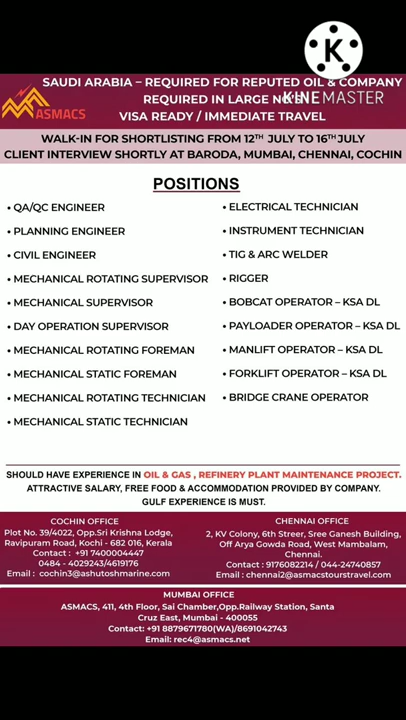 SAUDI ARABIA – REQUIRED FOR REPUTED OIL & COMPANY
REQUIRED IN LARGE NO'S
VISA READY / IMMEDIATE TRAVEL
K
KINEMASTER
ASMACS
WALK-IN FOR SHORTLISTING FROM 12TH JULY TO 16TH JULY
CLIENT INTERVIEW SHORTLY AT BARODA, MUMBAI, CHENNAI, COCHIN
POSITIONS
• QA/QC ENGINEER
• PLANNING ENGINEER
• CIVIL ENGINEER
• MECHANICAL ROTATING SUPERVISOR
• MECHANICAL SUPERVISOR
• DAY OPERATION SUPERVISOR
• MECHANICAL ROTATING FOREMAN
• MECHANICAL STATIC FOREMAN
• MECHANICAL ROTATING TECHNICIAN
• MECHANICAL STATIC TECHNICIAN
• ELECTRICAL TECHNICIAN
• INSTRUMENT TECHNICIAN
• TIG & ARC WELDER
• RIGGER
• BOBCAT OPERATOR – KSA DL
• PAYLOADER OPERATOR – KSA DL
• MANLIFT OPERATOR – KSA DL
• FORKLIFT OPERATOR – KSA DL
• BRIDGE CRANE OPERATOR
SHOULD HAVE EXPERIENCE IN OIL & GAS , REFINERY PLANT MAINTENANCE PROJECT.
ATTRACTIVE SALARY, FREE FOOD & ACCOMMODATION PROVIDED BY COMPANY.
GULF EXPERIENCE IS MUST.
COCHIN OFFICE
Plot No. 39/4022, Opp.Sri Krishna Lodge,
Ravipuram Road, Kochi - 682 016, Kerala
Contact : +91 7400004447
0484 - 4029243/4619176
Email : cochin3@ashutoshmarine.com
CHENNAI OFFICE
2, KV Colony, 6th Streer, Sree Ganesh Building,
Off Arya Gowda Road, West Mambalam,
Chennai.
Contact : 9176082214 / 044-24740857
Email : chennai2@asmacstourstravel.com
MUMBAI OFFICE
ASMACS, 411, 4th Floor, Sai Chamber,Opp.Railway Station, Santa
Cruz East, Mumbai - 400055
Contact: +91 8879671780(WA)/8691042743
Email: rec4@asmacs.net